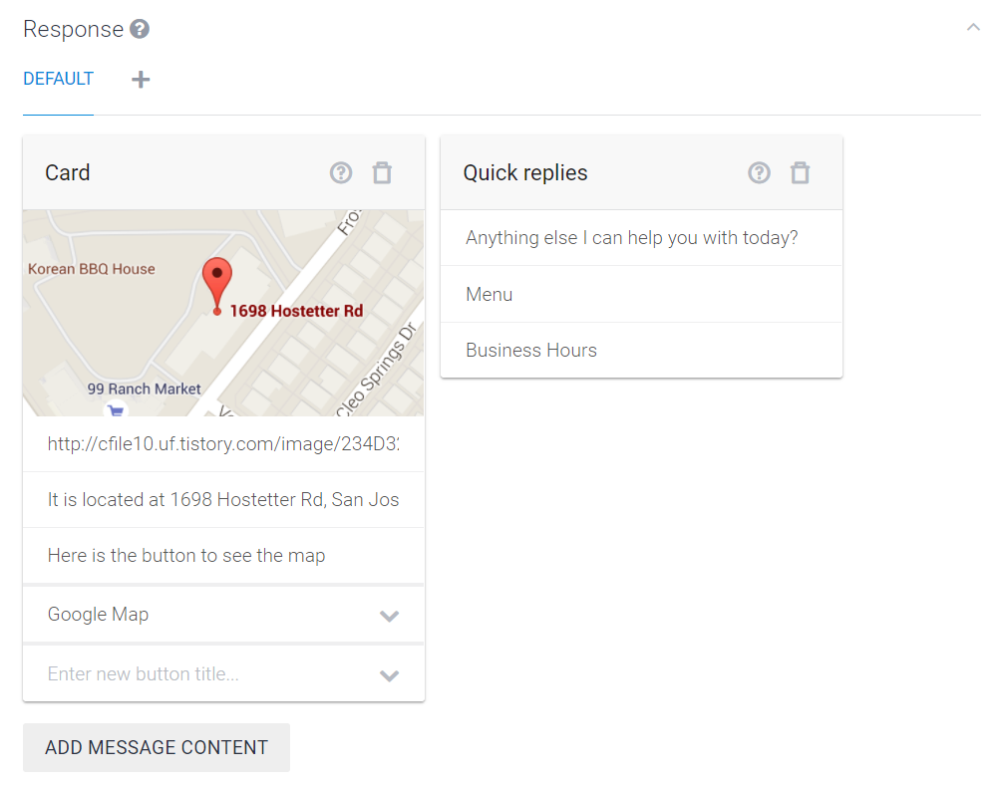 Response
DEFAULT
Card
Korean BBQ House
1698 Hostetter Rd
99 Ranch Market
Cleo Springs Dr
http://cfile10.uf.tistory.com/image/234D32
It is located at 1698 Hostetter Rd, San Jos
Here is the button to see the map
Google Map
Enter new button title...
ADD MESSAGE CONTENT
Quick replies
Anything else I can help you with today?
Menu
Business Hours